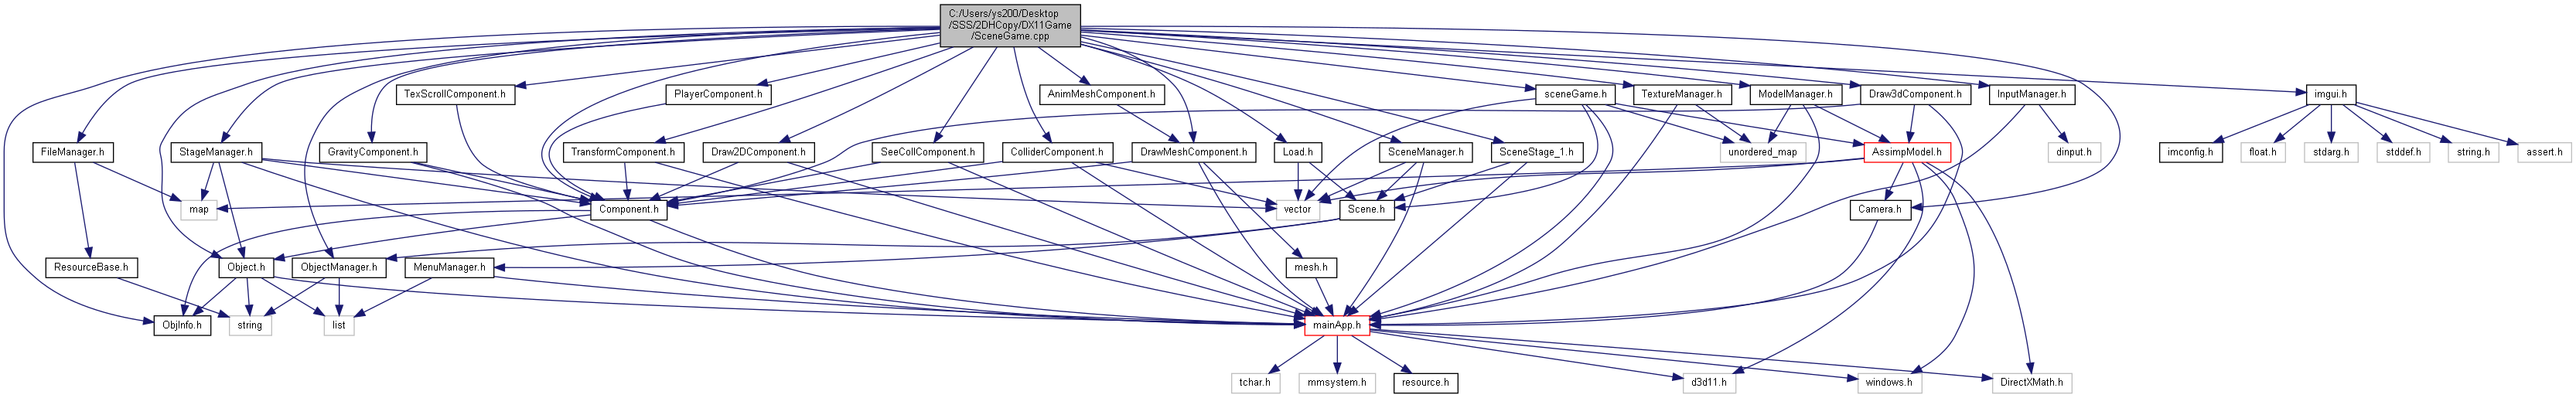 C:/Users/ys200/Desktop
/SSS/2DHCopy/DX11Game
/SceneGame.cpp
TexScrollComponent.h
PlayerComponent.h
AnimMeshComponent.h
sceneGame.h
TextureManager.h
ModelManager.h
Draw3dComponent.h
InputManager.h
imgui.h
FileManager.h
StageManager.h
GravityComponent.h
TransformComponent.h
Draw2DComponent.h
SeeCollComponent.h
ColliderComponent.h
DrawMeshComponent.h
Load.h
SceneManager.h
SceneStage_1.h
unordered_map
AssimpModel.h
dinput.h
imconfig.h
float.h
stdarg.h
stddef.h
string.h
assert.h
map
Component.h
vector
Scene.h
Camera.h
ResourceBase.h
Object.h
ObjectManager.h
MenuManager.h
mesh.h
ObjInfo.h
string
list
mainApp.h
tchar.h
mmsystem.h
resource.h
d3d11.h
windows.h
DirectXMath.h